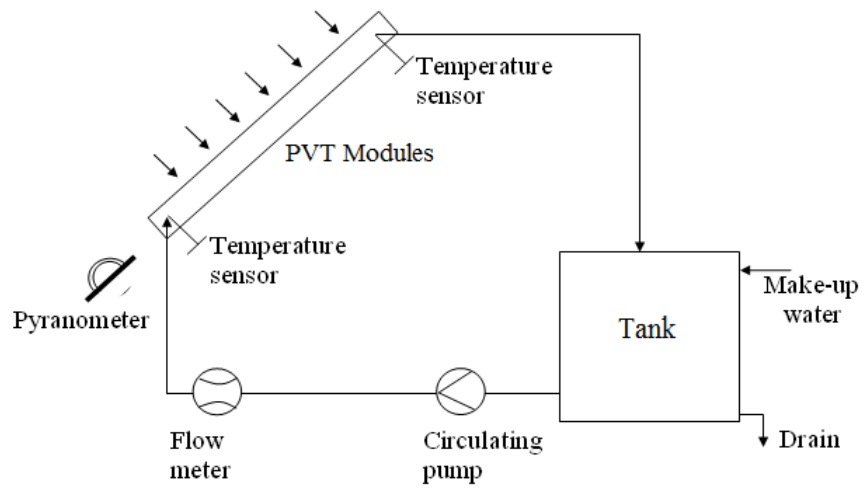 Temperature
sensor
PVT Modules
Temperature
sensor
Pyranometer
Make-up
water
Tank
Flow
meter
Circulating
pump
Drain